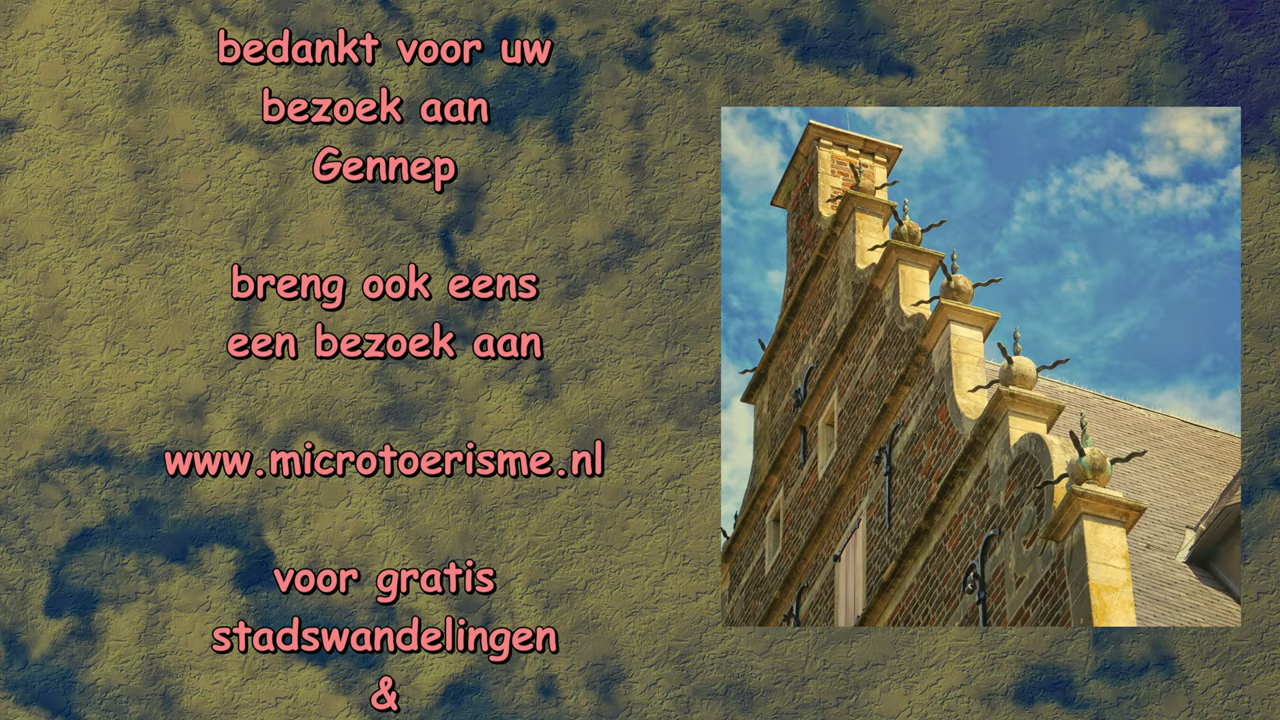 bedankt voor uw
bezoek aan
Gennep
breng ook eens
een bezoek aan
www.microtoerisme.nl
voor gratis
stadswandelingen
&